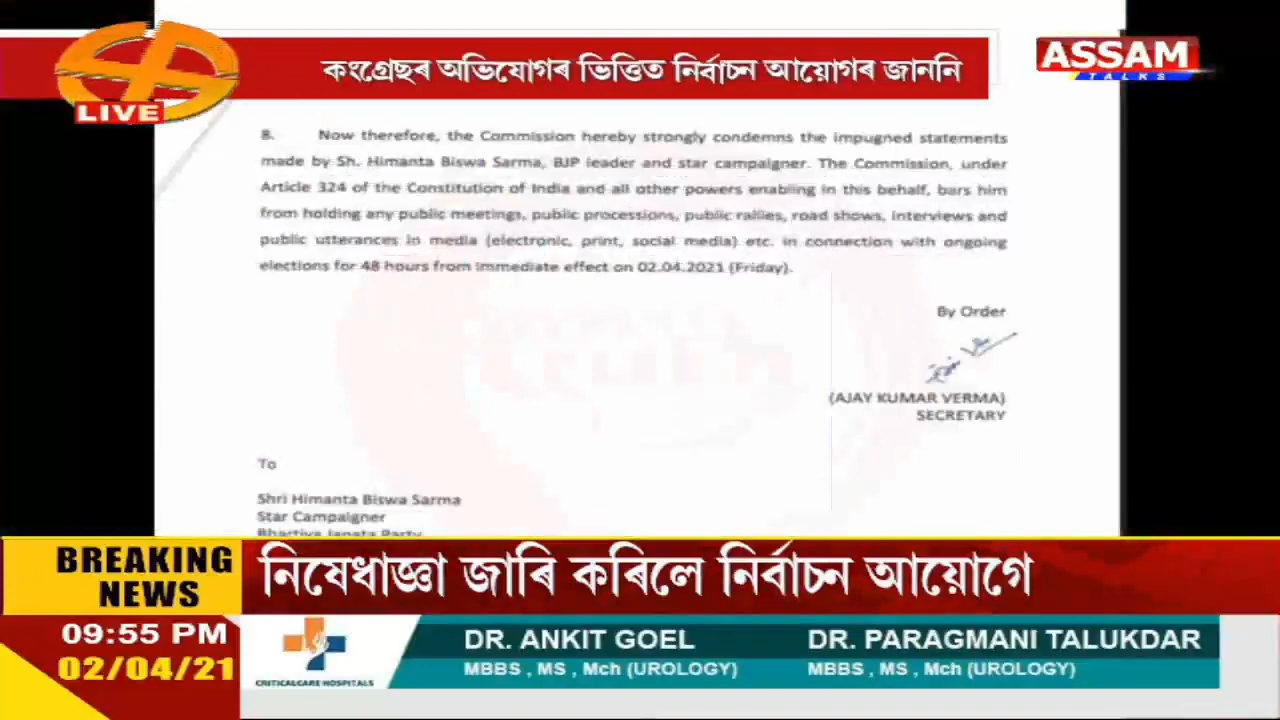 LIVE
কংগ্ৰেছৰ অভিযোগৰ ভিত্তিত নিৰ্বাচন আয়োগৰ জাননি
ASSAM
TALKS
8. Now therefore, the Commission hereby strongly condemns the impugned statements
made by Sh. Himanta Biswa Sarma, BJP leader and star campaigner. The Commission, under
Article 324 of the Constitution of India and all other powers enabling in this behalf, bars him
from holding any public meetings, public processions, public rallies, road shows, interviews and
public utterances in media (electronic, print, social media) etc. in connection with ongoing
elections for 48 hours from immediate effect on 02.04.2021 (Friday).
By Order
(AJAY KUMAR VERMA)
SECRETARY
To
Shri Himanta Biswa Sarma
Star Campaigner
Bhartiya Janata Party
BREAKING
NEWS
নিষেধাজ্ঞা জাৰি কৰিলে নিৰ্বাচন আয়োগে
09:55 PM
02/04/21
CRITICALCARE HOSPITALS
DR. ANKIT GOEL
MBBS , MS , Mch (UROLOGY)
DR. PARAGMANI TALUKDAR
MBBS , MS , Mch (UROLOGY)